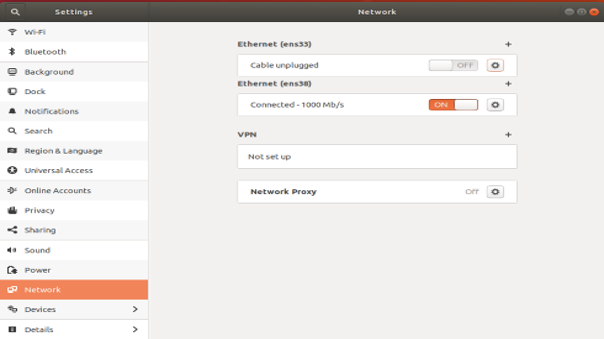 Settings
Network
Wi-Fi
Bluetooth
Background
Dock
Notifications
Search
Region & Language
Universal Access
Online Accounts
Privacy
Sharing
Sound
Power
Network
Devices
Details
Ethernet (ens33)
Cable unplugged OFF
Ethernet (ens38)
Connected - 1000 Mb/s ON
VPN
Not set up
Network Proxy Off